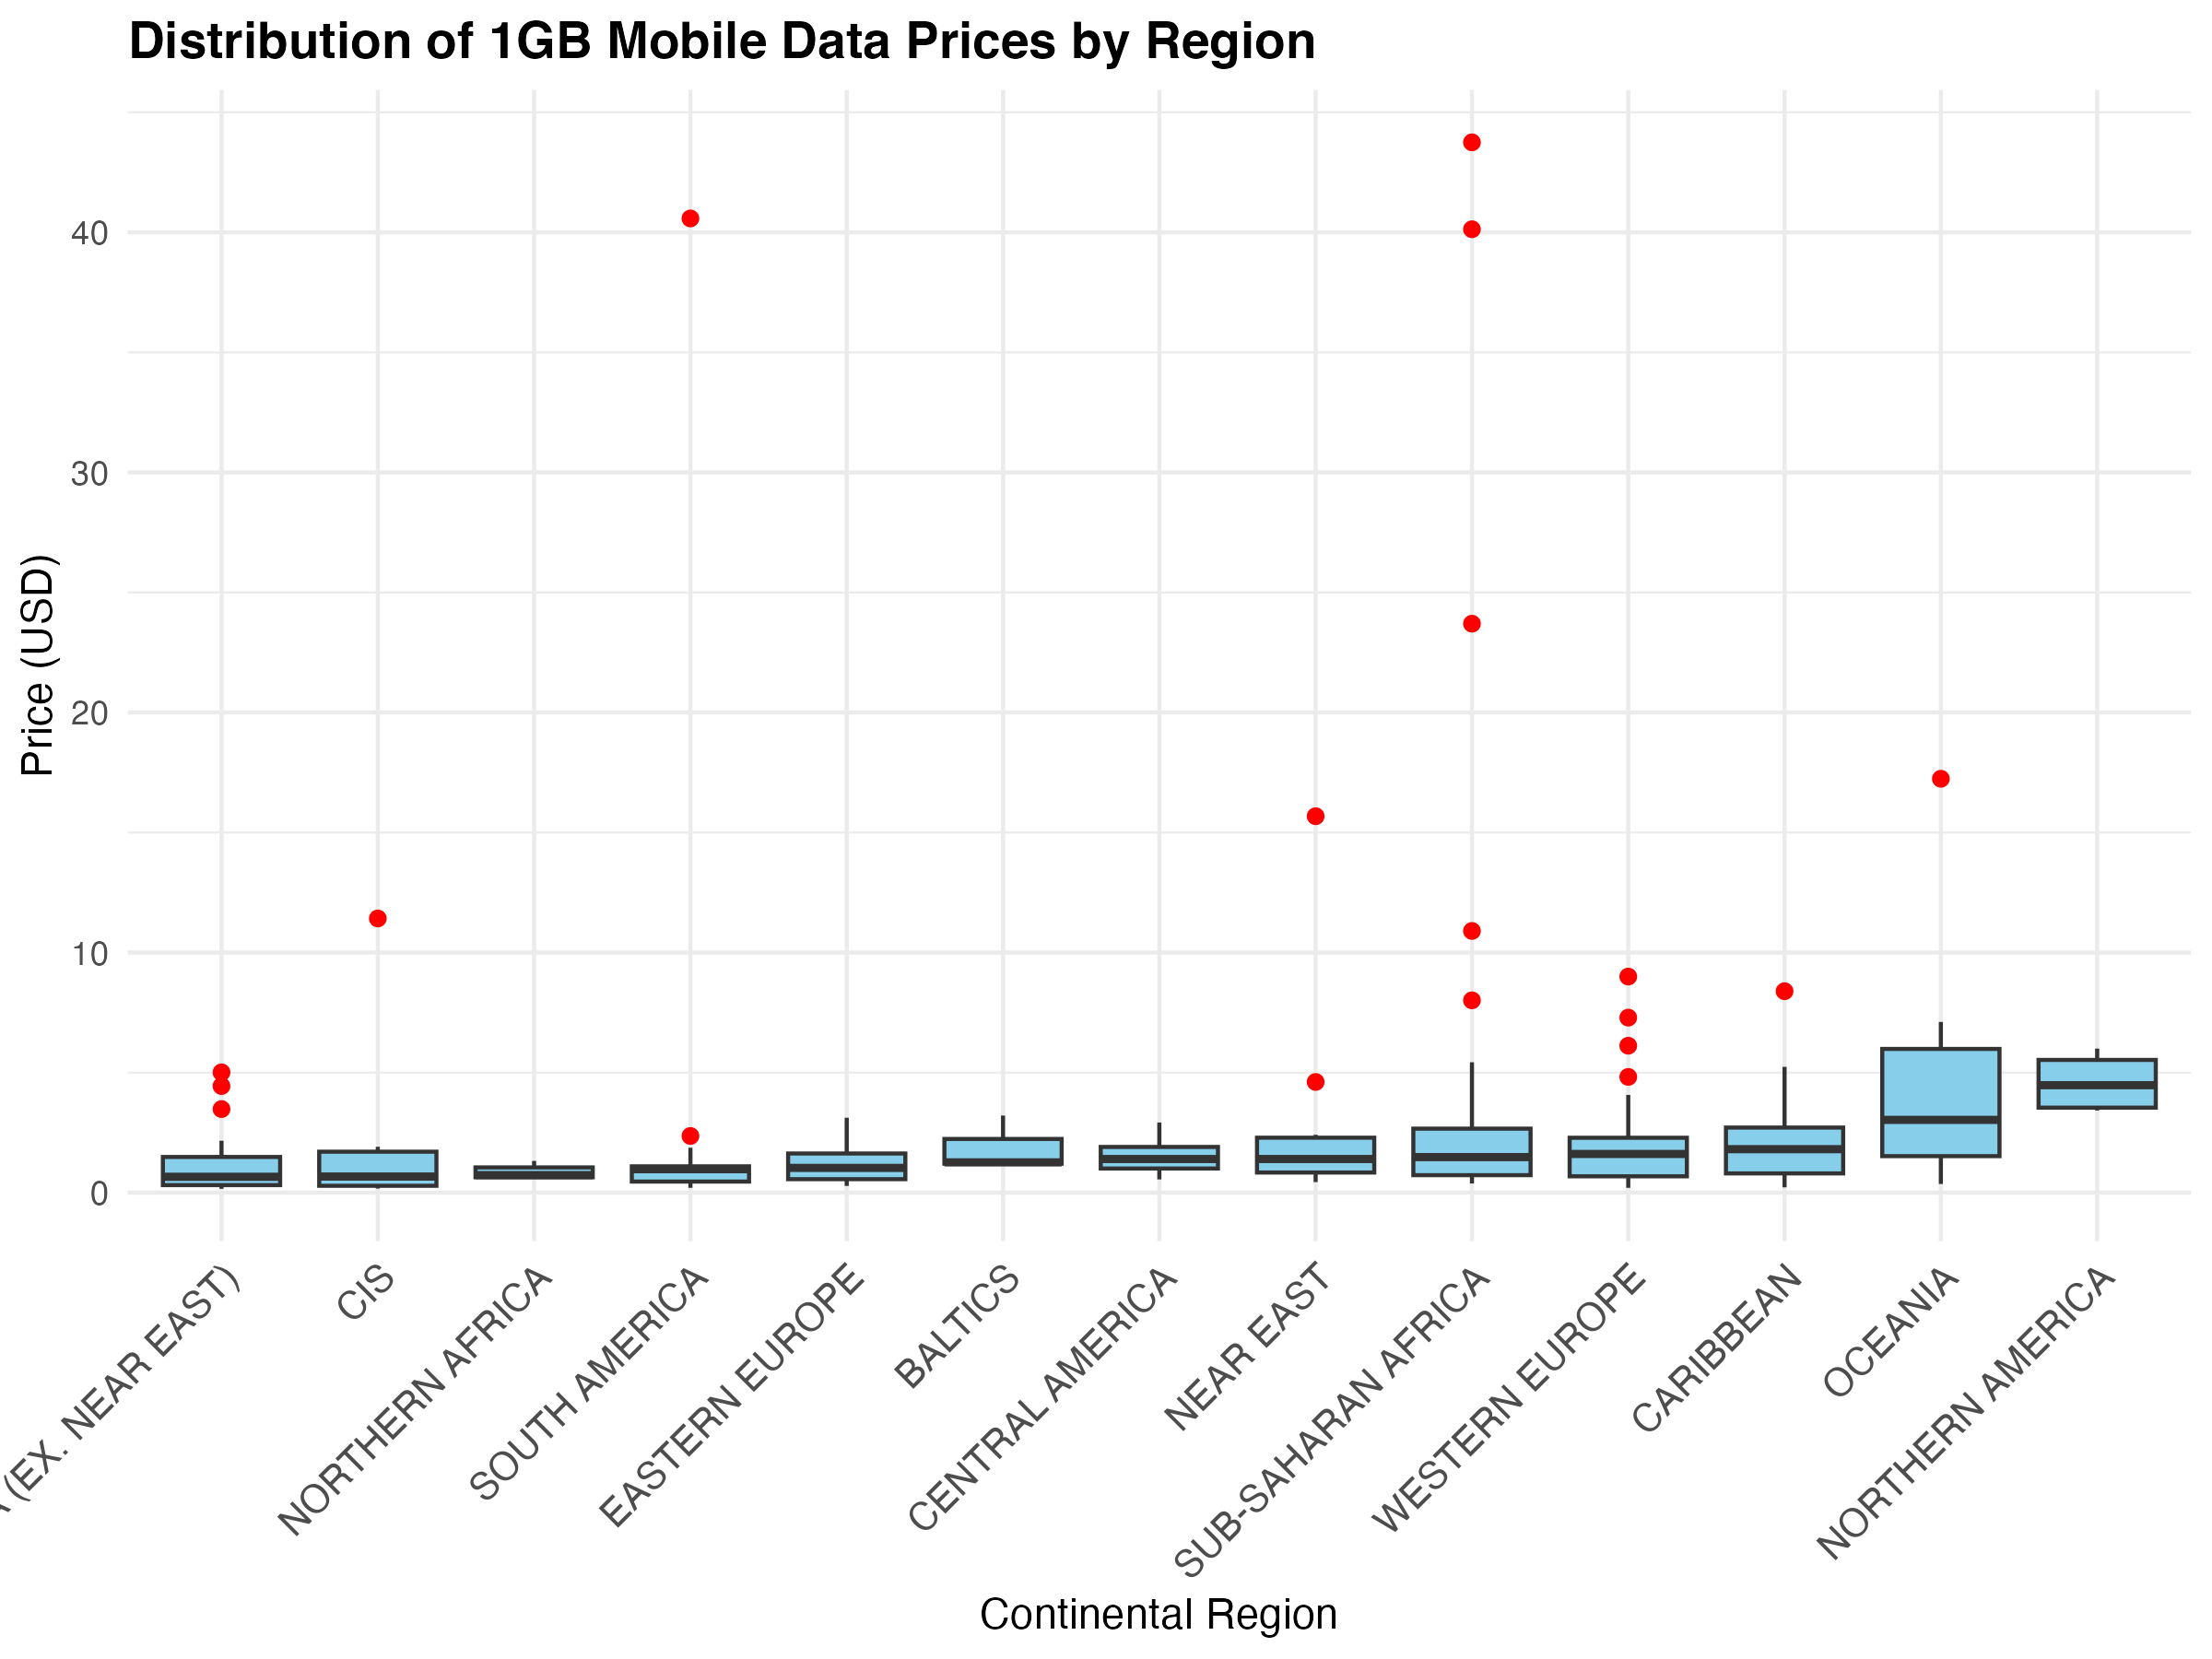 Distribution of 1GB Mobile Data Prices by Region
Price (USD)
40
30
20
10
0
(EX. NEAR EAST)
CIS
NORTHERN AFRICA
SOUTH AMERICA
EASTERN EUROPE
BALTICS
CENTRAL AMERICA
NEAR EAST
SUB-SAHARAN AFRICA
WESTERN EUROPE
CARIBBEAN
OCEANIA
NORTHERN AMERICA
Continental Region